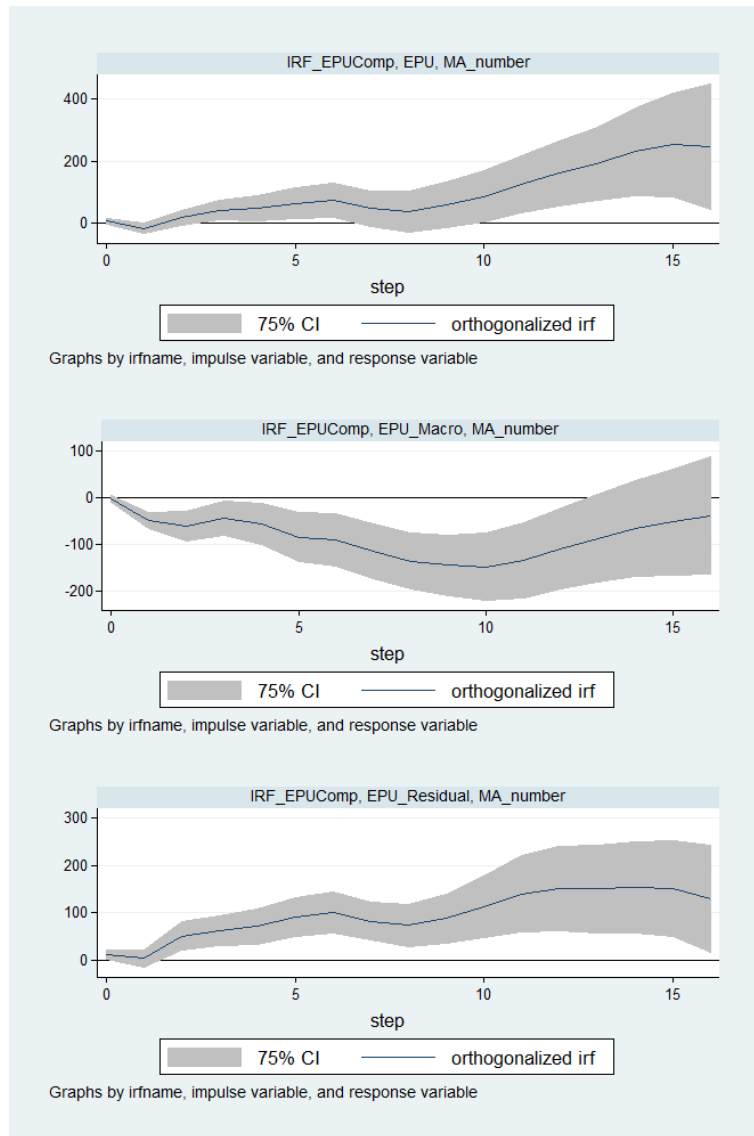 IRF_EPUComp, EPU, MA_number
400
200
0
0 5 10 15
step
75% CI orthogonalized irf
Graphs by irfname, impulse variable, and response variable
IRF_EPUComp, EPU_Macro, MA_number
100
0
-100
-200
0 5 10 15
step
75% CI orthogonalized irf
Graphs by irfname, impulse variable, and response variable
IRF_EPUComp, EPU_Residual, MA_number
300
200
100
0
0 5 10 15
step
75% CI orthogonalized irf
Graphs by irfname, impulse variable, and response variable